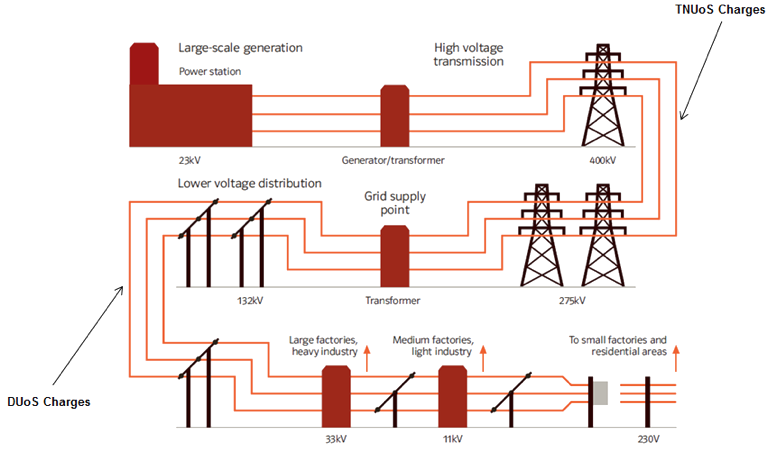 TNUoS Charges
Large-scale generation
Power station
High voltage
transmission
23kV
Generator/transformer
400kV
Lower voltage distribution
Grid supply
point
132kV
Transformer
275kV
DUoS Charges
Large factories,
heavy industry
Medium factories,
light industry
To small factories and
residential areas
33kV
11kV
230V